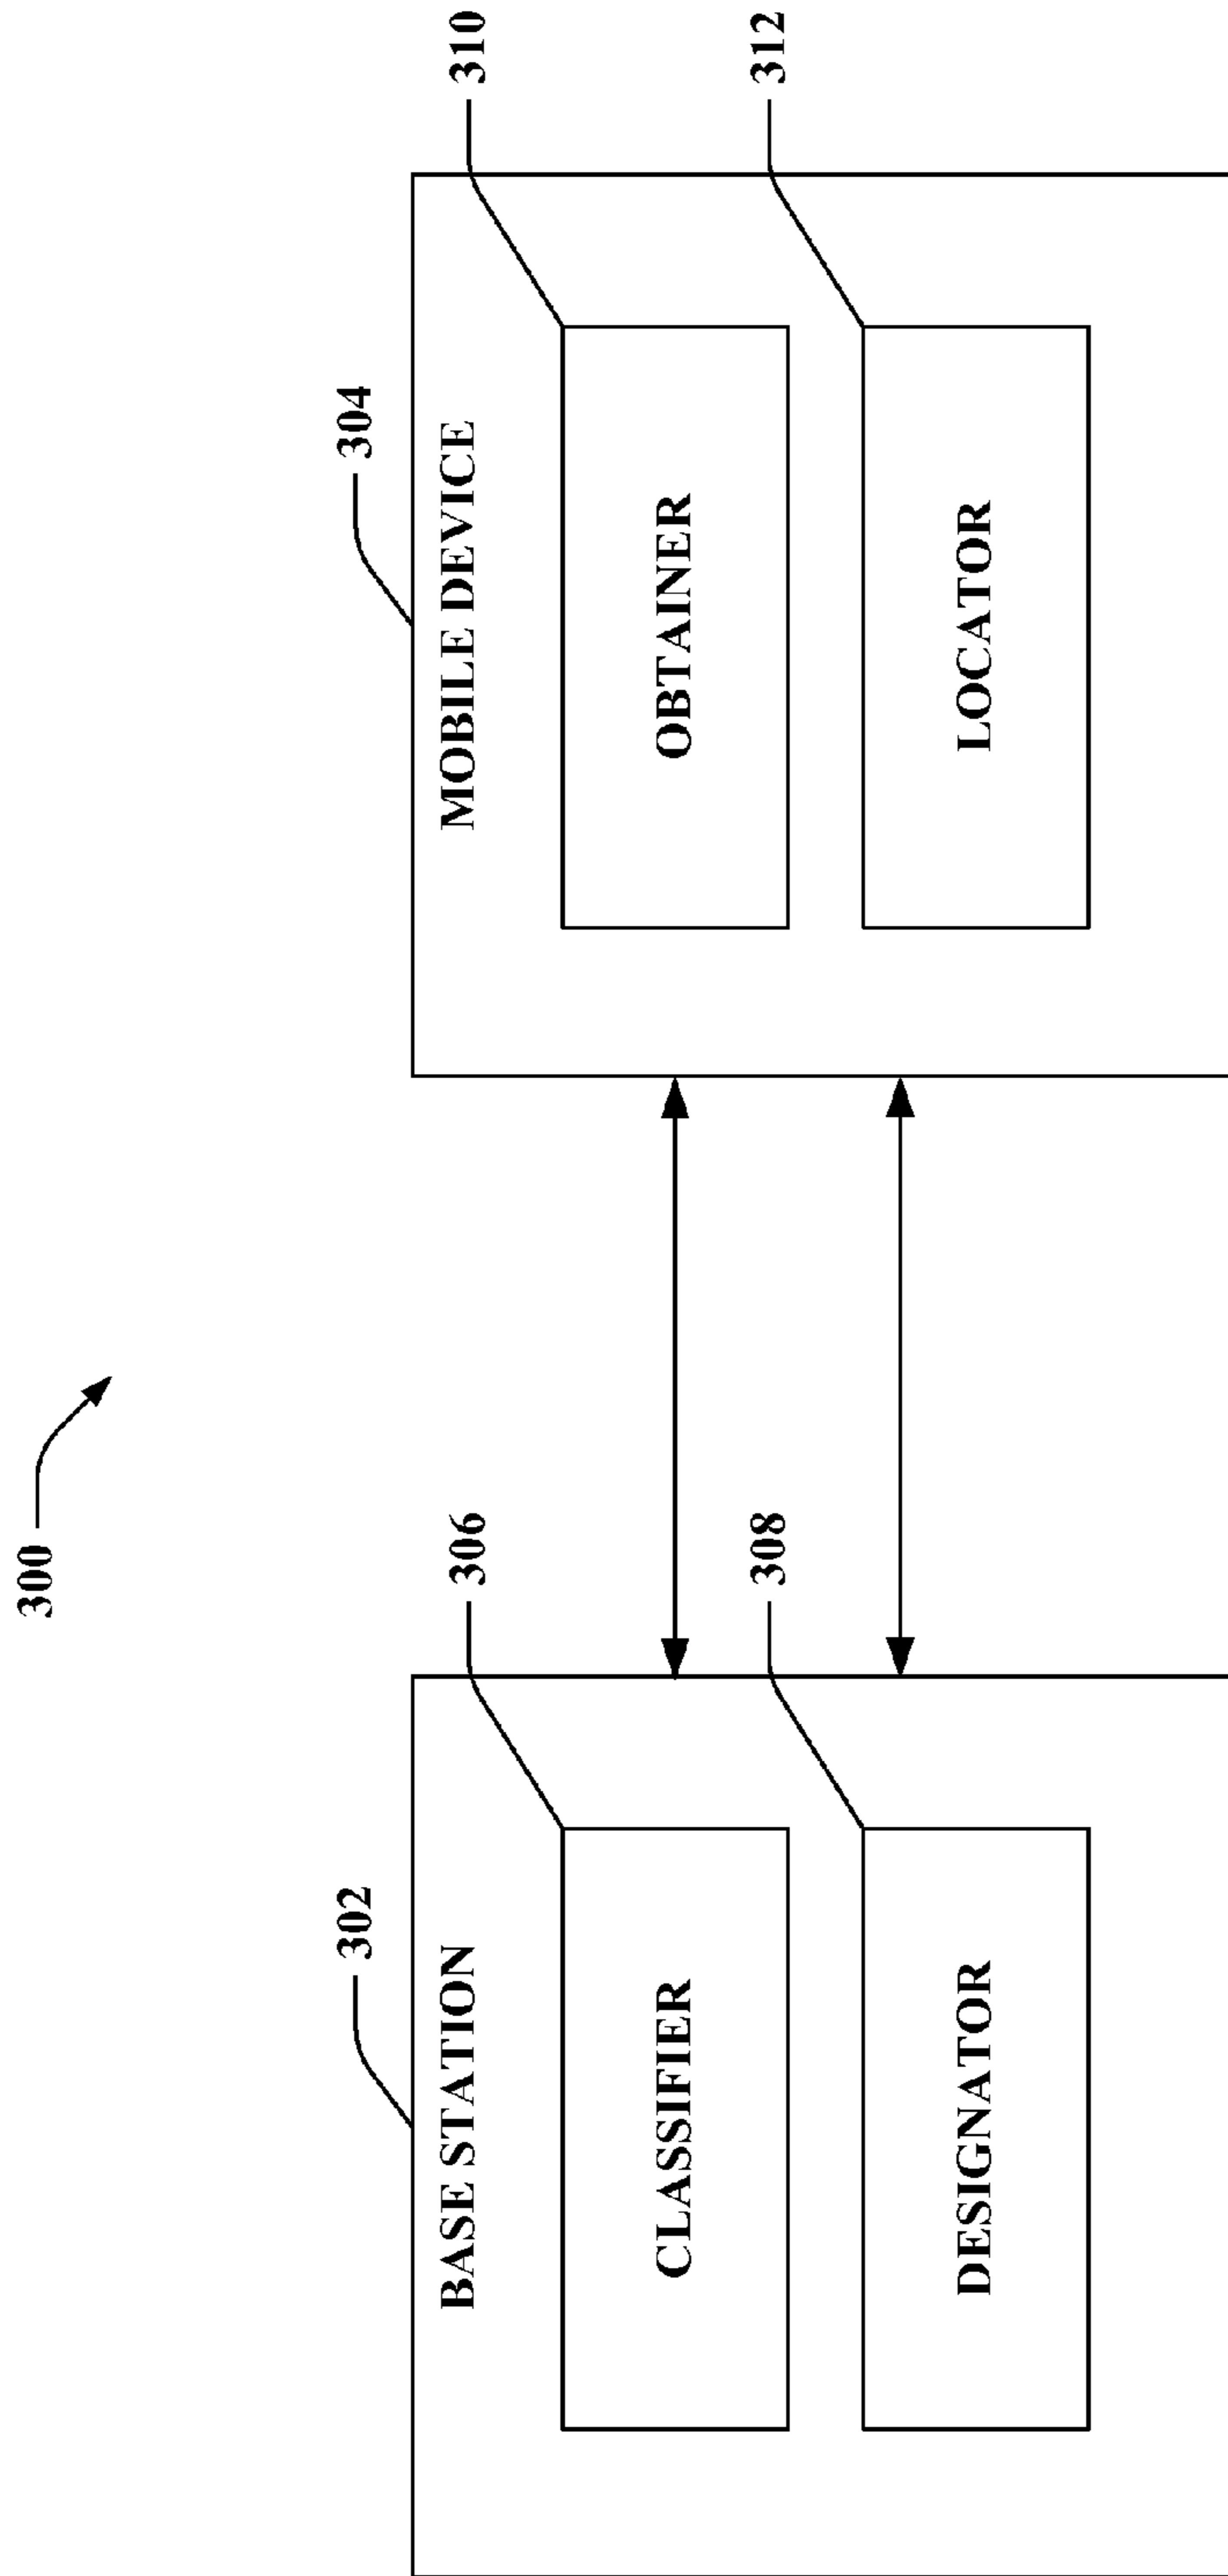 300
302
BASE STATION
306
CLASSIFIER
308
DESIGNATOR
304
MOBILE DEVICE
310
OBTAINER
312
LOCATOR